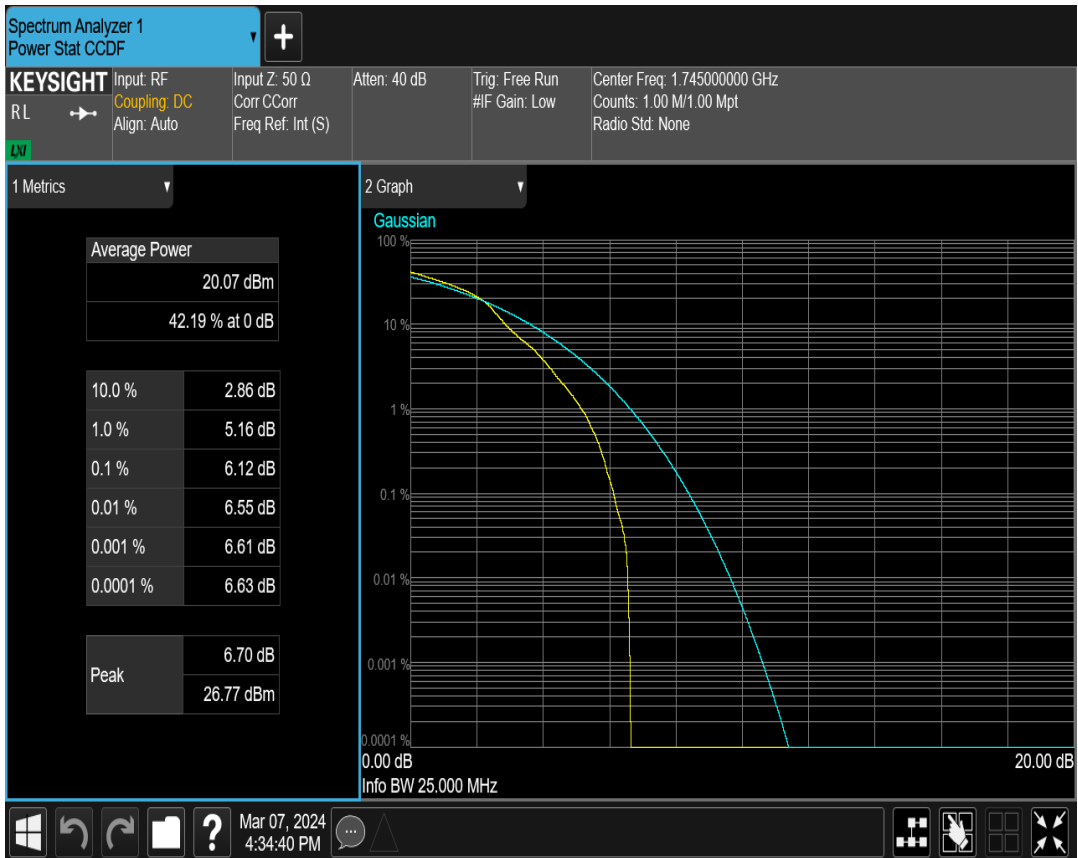 Spectrum Analyzer 1
Power Stat CCDF
+
KEYSIGHT
RL
LXI
Input: RF
Coupling: DC
Align: Auto
Input Z: 50 Ω
Corr CCorr
Freq Ref: Int (S)
Atten: 40 dB
Trig: Free Run
#IF Gain: Low
Center Freq: 1.745000000 GHz
Counts: 1.00 M/1.00 Mpt
Radio Std: None
1 Metrics
Average Power
20.07 dBm
42.19 % at 0 dB
10.0 % 2.86 dB
1.0 % 5.16 dB
0.1 % 6.12 dB
0.01 % 6.55 dB
0.001 % 6.61 dB
0.0001 % 6.63 dB
Peak
6.70 dB
26.77 dBm
2 Graph
Gaussian
100 %
10 %
1 %
0.1 %
0.01 %
0.001 %
0.0001 %
0.00 dB 20.00 dB
Info BW 25.000 MHz
?
Mar 07, 2024
4:34:40 PM